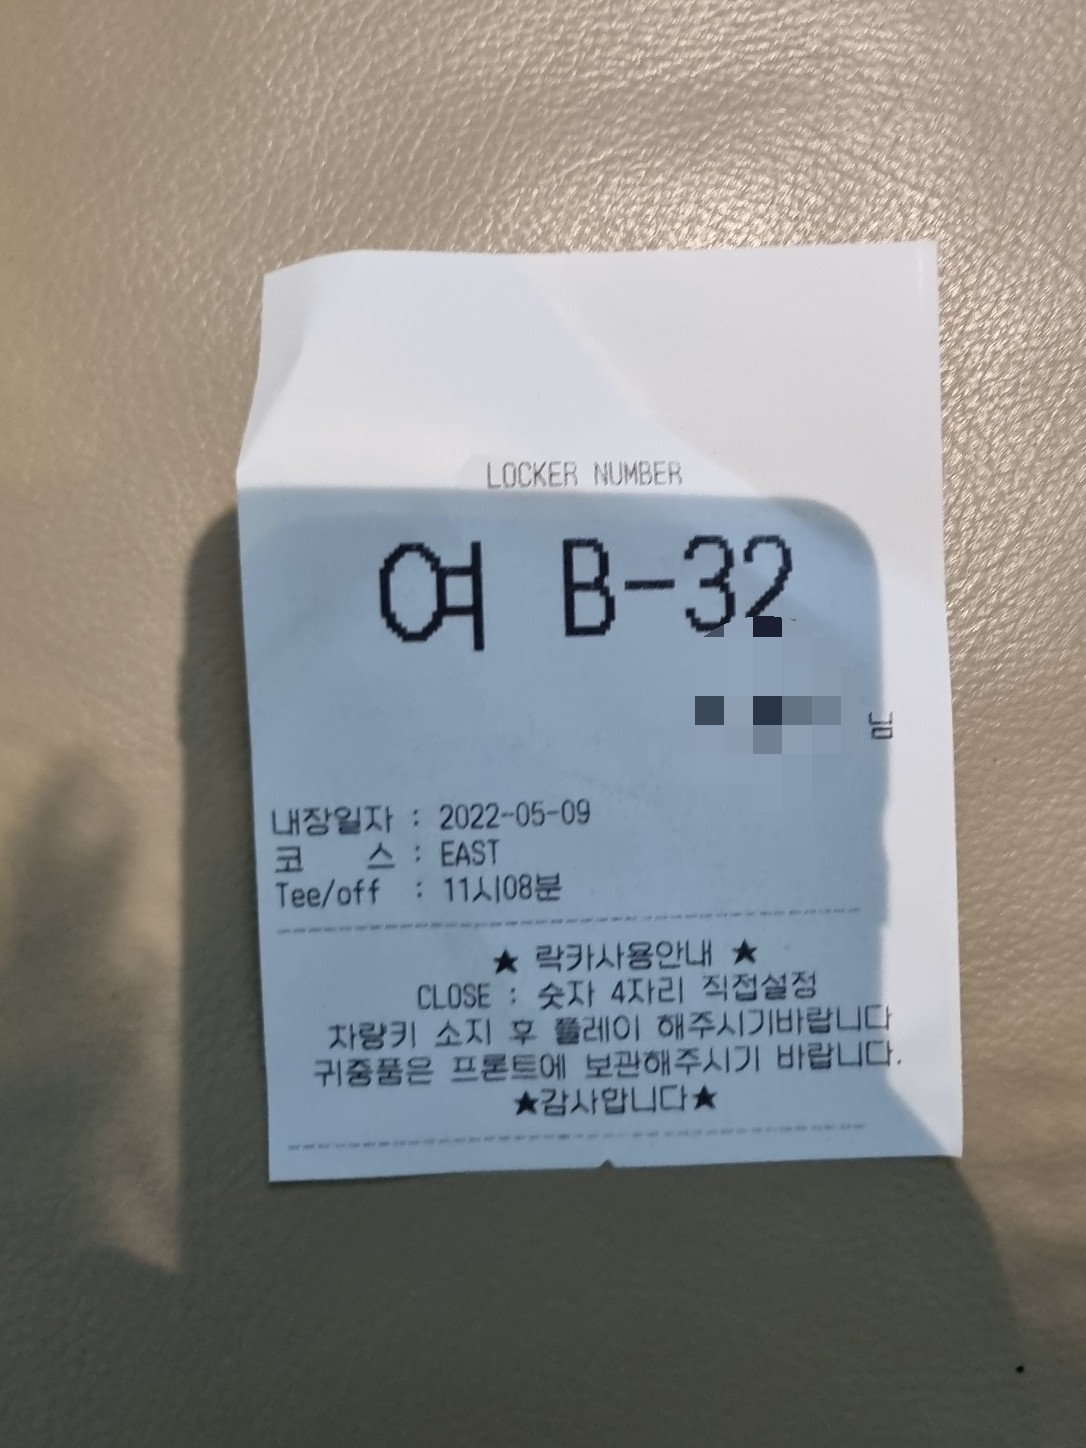 LOCKER NUMBER
여 B-32
님
내장일자 : 2022-05-09
코 스 : EAST
Tee/off : 11시08분
★ 락카사용안내 ★
CLOSE : 숫자 4자리 직접설정
차량키 소지 후 플레이 해주시기바랍니다
귀중품은 프론트에 보관해주시기 바랍니다.
★감사합니다★